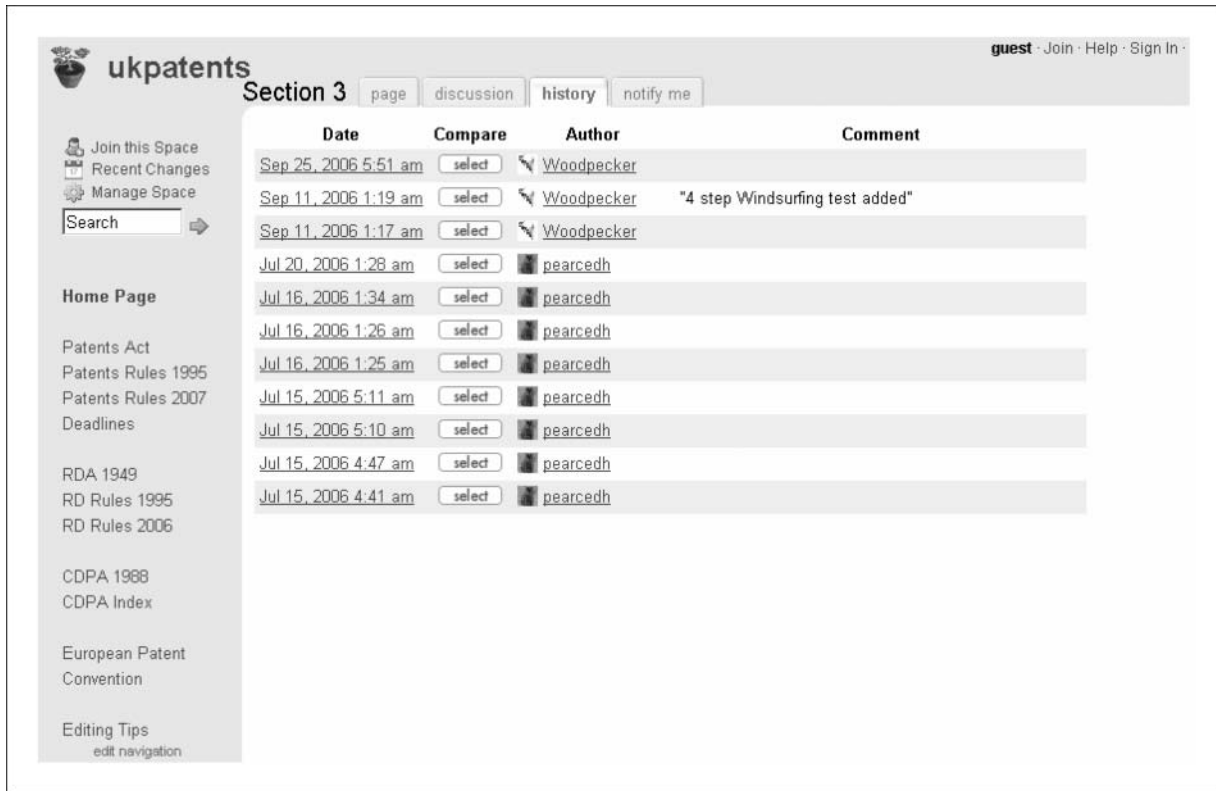 guest · Join · Help · Sign In ·
ukpatents
Section 3 page discussion history notify me
Join this Space
Recent Changes
Manage Space
Search
Home Page
Patents Act
Patents Rules 1995
Patents Rules 2007
Deadlines
RDA 1949
RD Rules 1995
RD Rules 2006
CDPA 1988
CDPA Index
European Patent
Convention
Editing Tips
edit navigation
Date Compare Author Comment
Sep 25, 2006 5:51 am select Woodpecker
Sep 11, 2006 1:19 am select Woodpecker "4 step Windsurfing test added"
Sep 11, 2006 1:17 am select Woodpecker
Jul 20, 2006 1:28 am select pearcedh
Jul 16, 2006 1:34 am select pearcedh
Jul 16, 2006 1:26 am select pearcedh
Jul 16, 2006 1:25 am select pearcedh
Jul 15, 2006 5:11 am select pearcedh
Jul 15, 2006 5:10 am select pearcedh
Jul 15, 2006 4:47 am select pearcedh
Jul 15, 2006 4:41 am select pearcedh